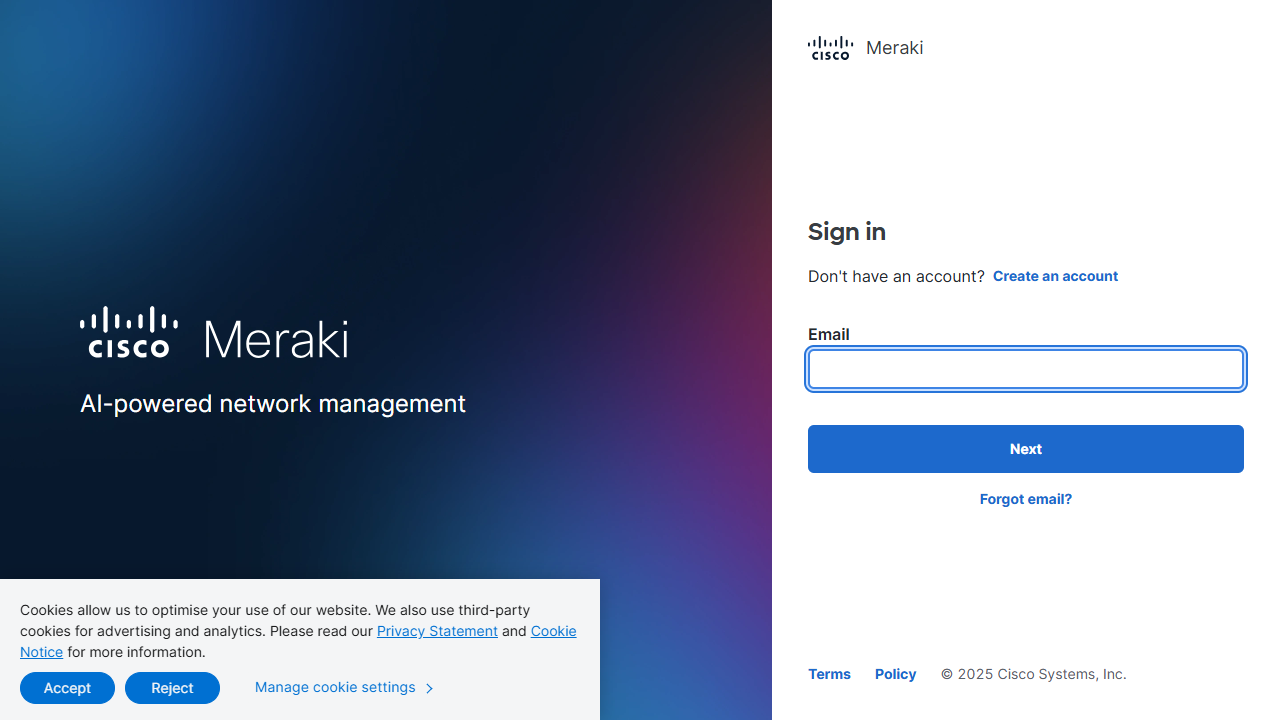 CISCO Meraki
AI-powered network management
CISCO Meraki
Sign in
Don't have an account? Create an account
Email
Next
Forgot email?
Terms Policy © 2025 Cisco Systems, Inc.
Cookies allow us to optimise your use of our website. We also use third-party
cookies for advertising and analytics. Please read our Privacy Statement and Cookie
Notice for more information.
Accept Reject Manage cookie settings